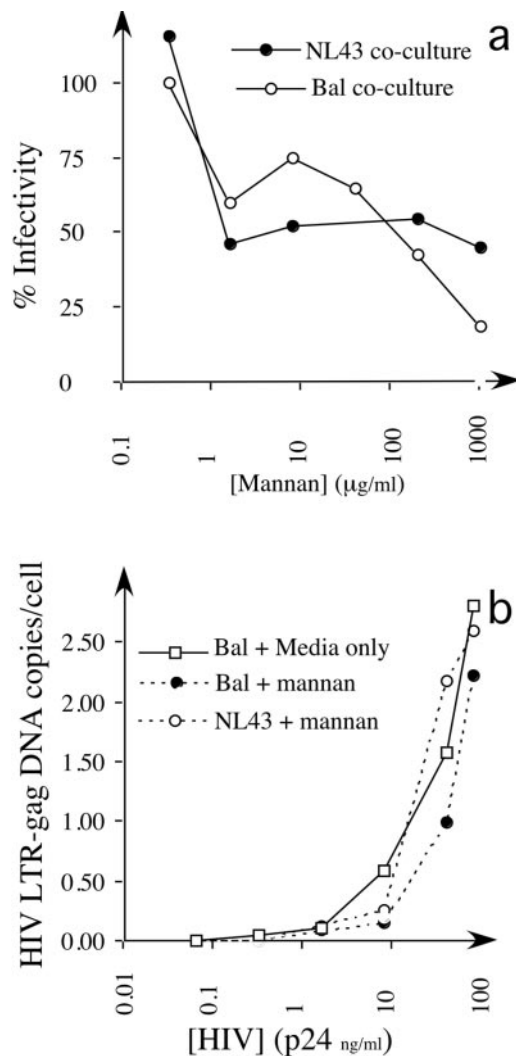 a
NL43 co-culture
Bal co-culture
% Infectivity
100
75
50
25
0
0.1
1
10
100
1000
[Mannan] (μg/ml)
b
Bal + Media only
Bal + mannan
NL43 + mannan
HIV LTR-gag DNA copies/cell
2.50
2.00
1.50
1.00
0.50
0.00
0.01
0.1
1
10
100
[HIV] (p24 ng/ml)